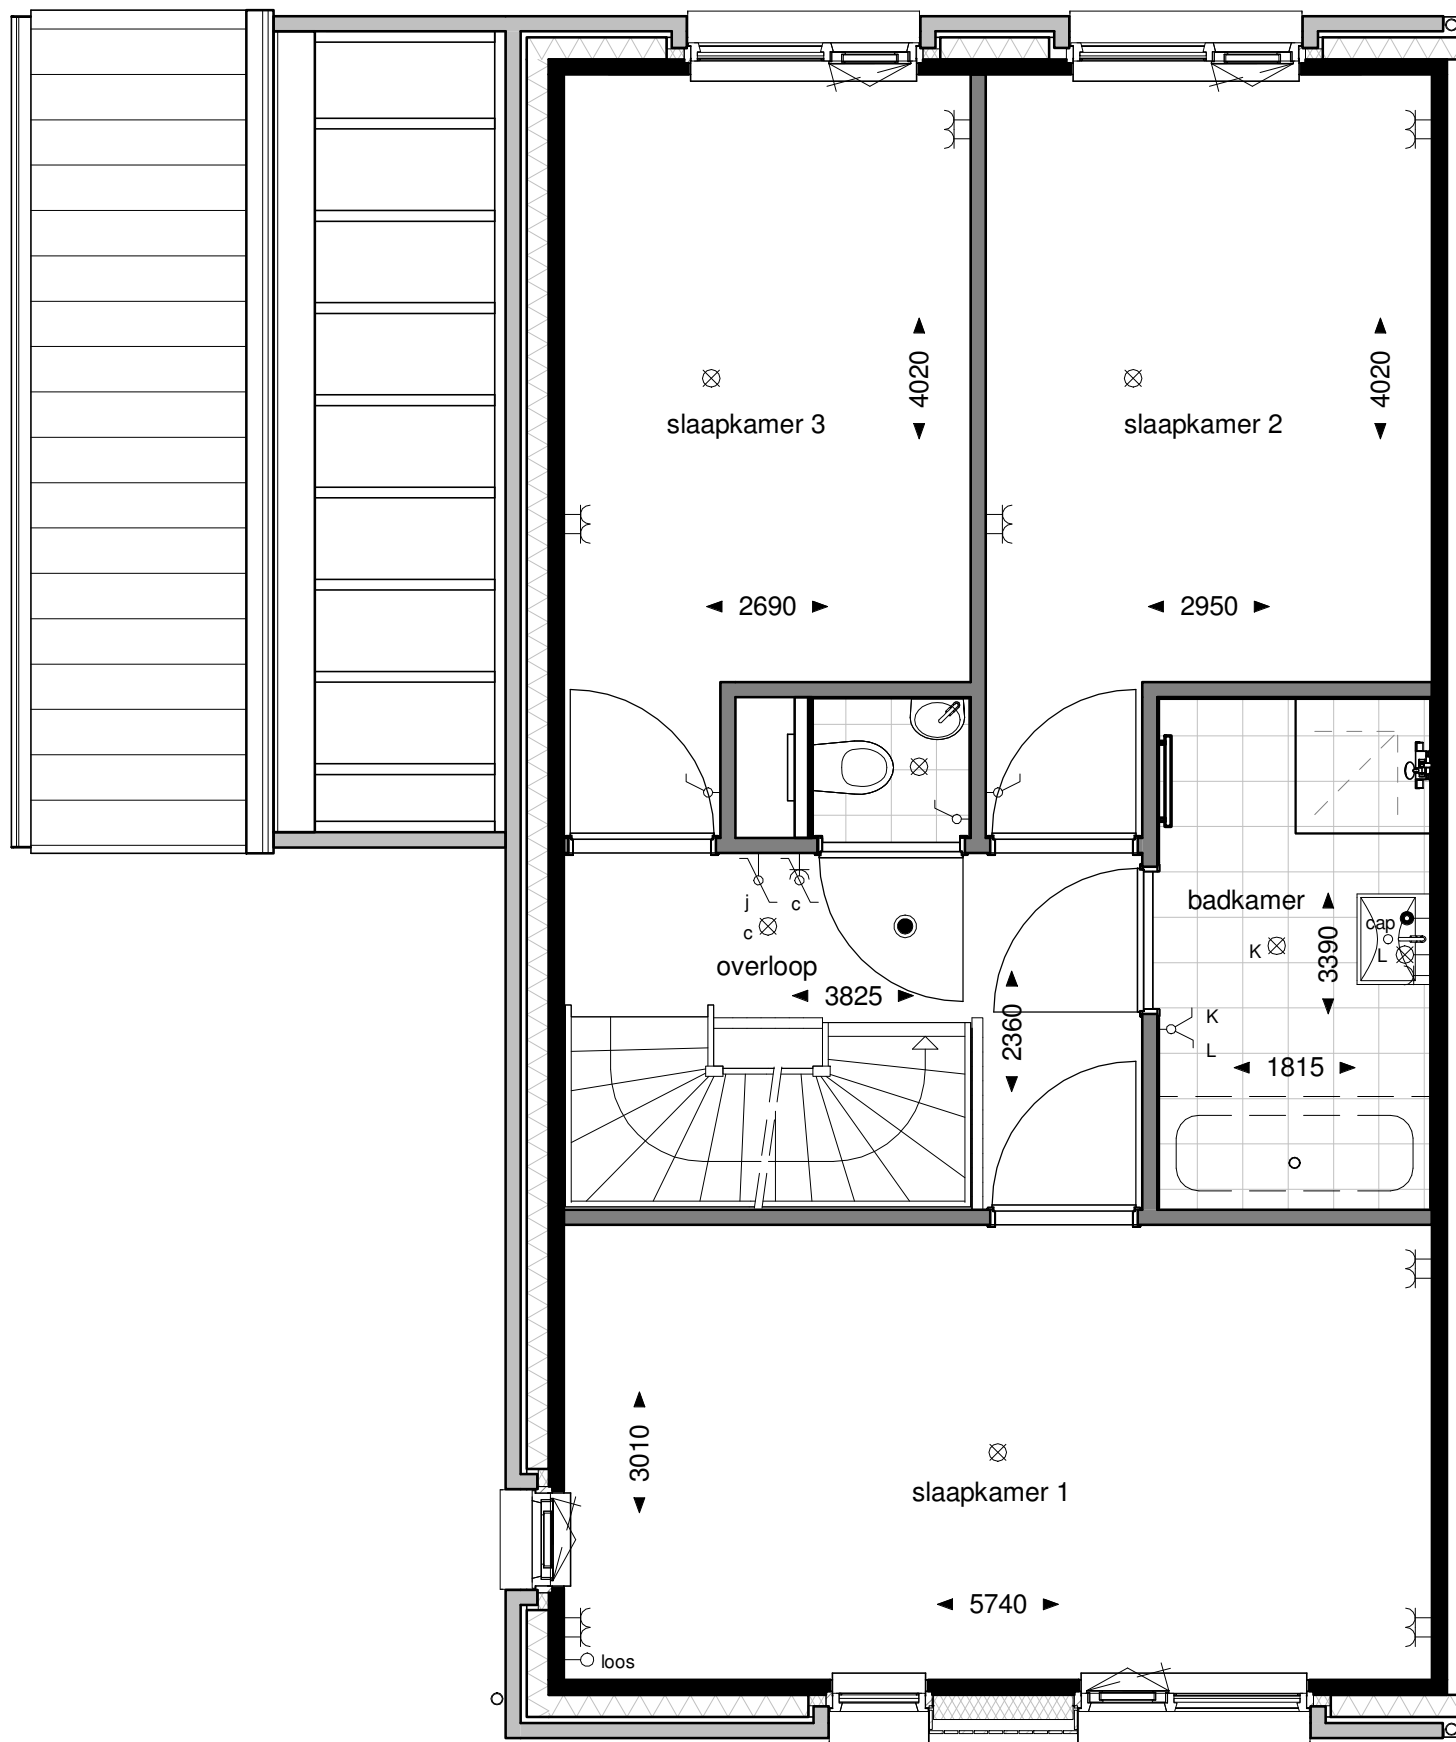 4020
4020
slaapkamer 3
slaapkamer 2
2690
2950
badkamer
j
c
c
cap
K
L
overloop
3390
3825
2360
K
L
1815
3010
slaapkamer 1
5740
loos